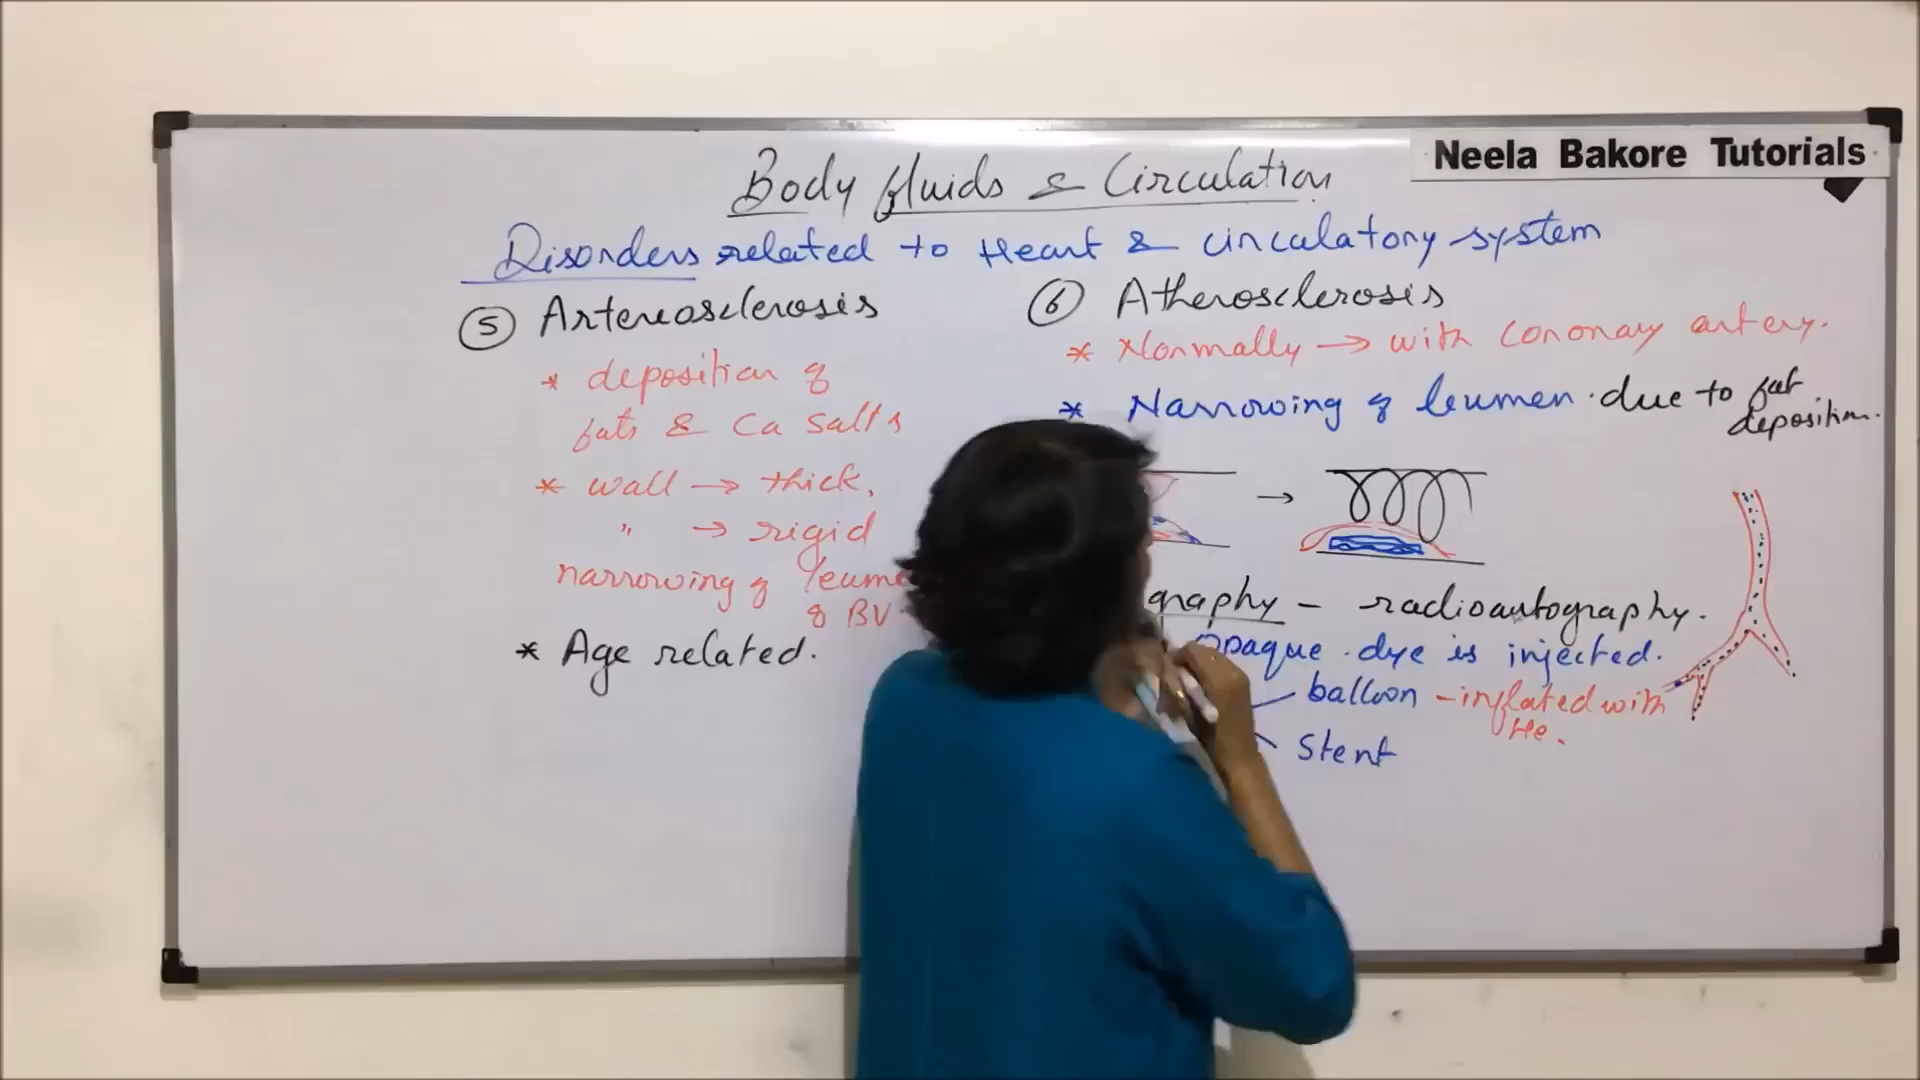 Neela Bakore Tutorials
Body fluids & Circulation
Disorders related to Heart & circulatory system
5 Artereosclerosis
* deposition of
fats & Ca salts
* wall → thick,
" → rigid
narrowing of leume
of BV.
* Age related.
6 Atherosclerosis
* Normally → with coronary artery.
* Narrowing of leumen. due to fat
deposition.
→
graphy - radioautography.
opaque dye is injected.
balloon - inflated with
He.
Stent